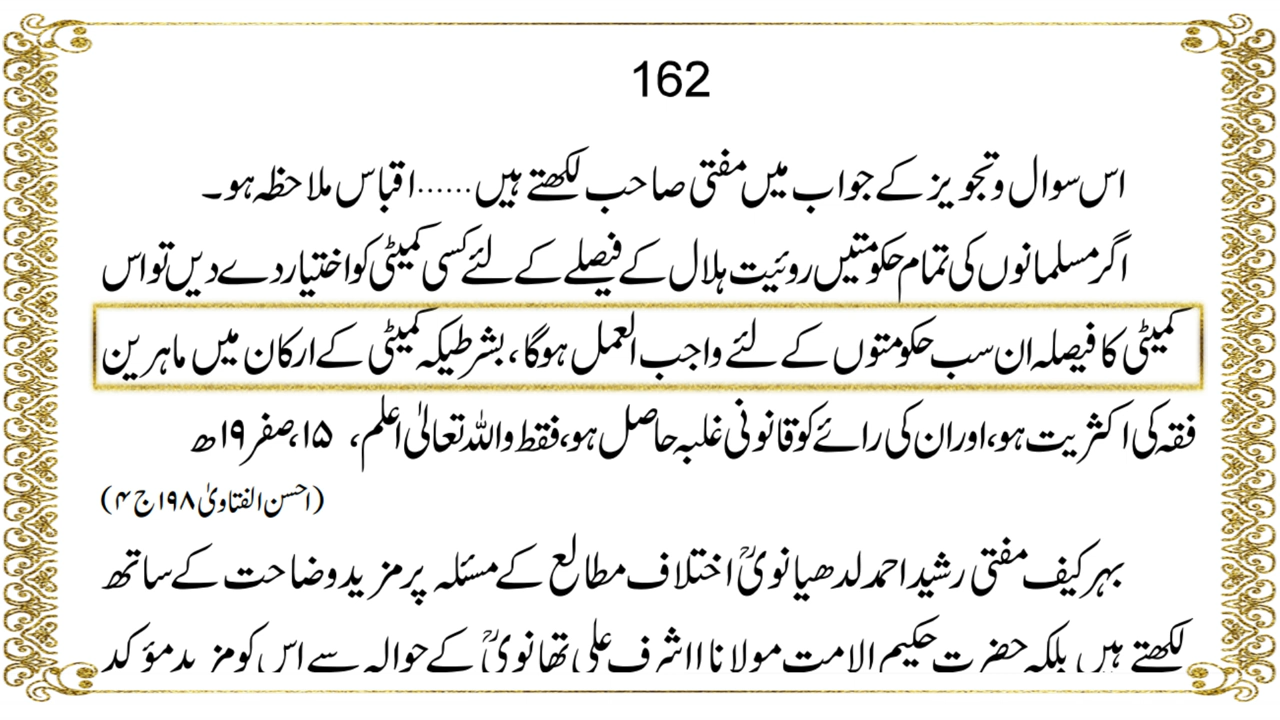 162
اس سوال و تجویز کے جواب میں مفتی صاحب لکھتے ہیں......اقباس ملاحظہ ہو۔
اگر مسلمانوں کی تمام حکومتیں روئیت ہلال کے فیصلے کے لئے کسی کمیٹی کو اختیار دے دیں تو اس
کمیٹی کا فیصلہ ان سب حکومتوں کے لئے واجب العمل ہوگا، بشرطیکہ کمیٹی کے ارکان میں ماہرین
فقہ کی اکثریت ہو، اور ان کی رائے کو قانونی غلبہ حاصل ہو، فقط واللہ تعالیٰ اعلم، ۱۵، صفر ۱۹ھ
(احسن الفتاویٰ ۱۹۸ ج ۴)
بہر کیف مفتی رشید احمد لدھیانویؒ اختلاف مطالع کے مسئلہ پر مزید وضاحت کے ساتھ
لکھتے ہیں بلکہ حضرت حکیم الامت مولانا اشرف علی تھانویؒ کے حوالہ سے اس کو مزید مؤکد